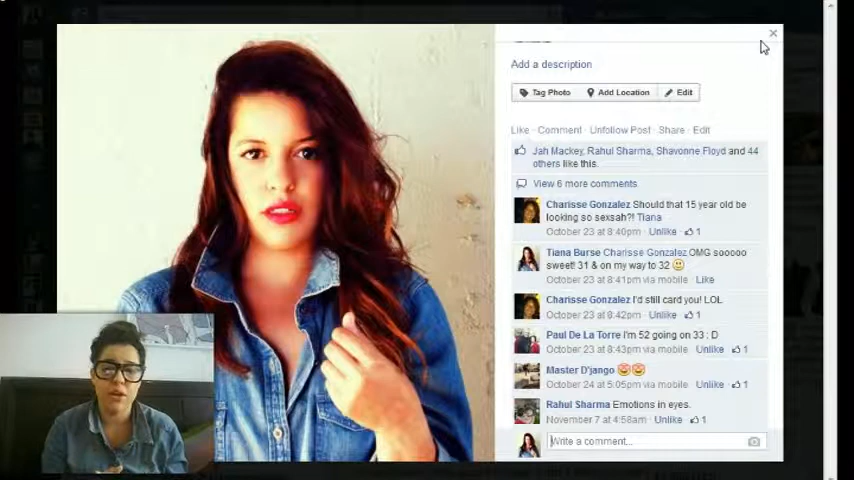 Add a description
Tag Photo Add Location Edit
Like · Comment · Unfollow Post · Share · Edit
Jah Mackey, Rahul Sharma, Shavonne Floyd and 44
others like this.
View 6 more comments
Charisse Gonzalez Should that 15 year old be
looking so sexsah?! Tiana
October 23 at 8:40pm · Unlike · 1
Tiana Burse Charisse Gonzalez OMG sooooo
sweet! 31 & on my way to 32
October 23 at 8:41pm via mobile · Like
Charisse Gonzalez I'd still card you! LOL
October 23 at 8:42pm · Unlike · 1
Paul De La Torre I'm 52 going on 33 ; D
October 23 at 8:43pm via mobile · Unlike · 1
Master D'jango
October 24 at 5:05pm via mobile · Unlike · 1
Rahul Sharma Emotions in eyes.
November 7 at 4:58am · Unlike · 1
Write a comment...